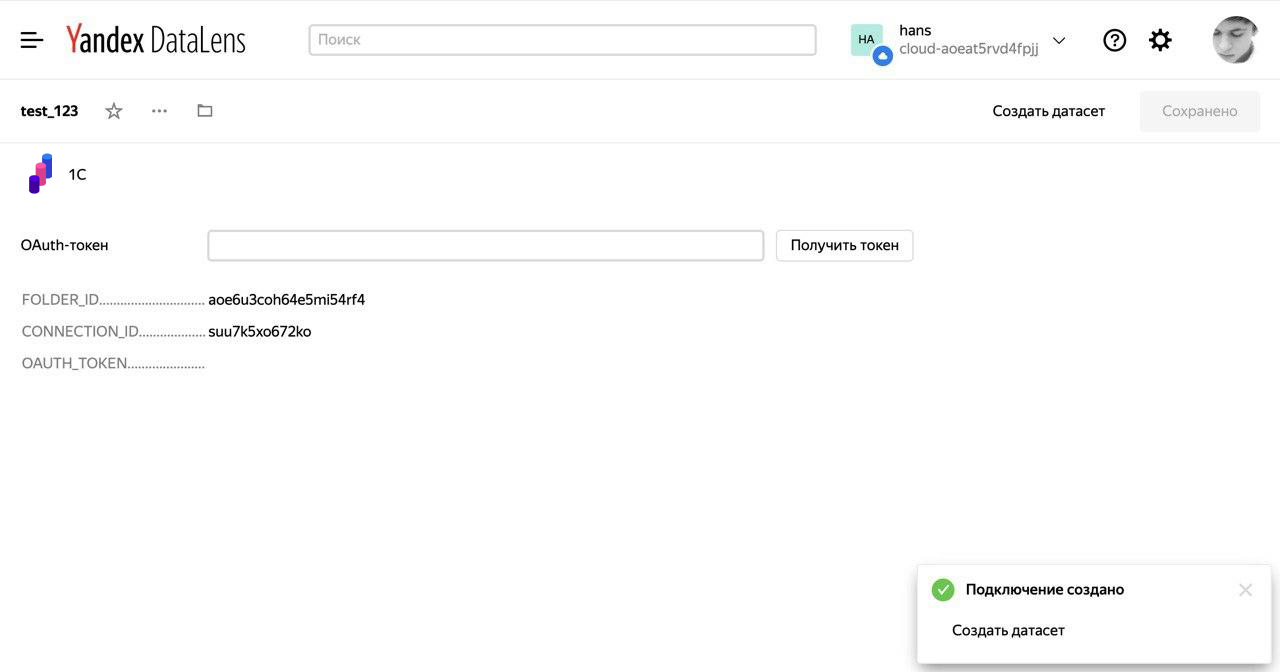 Yandex DataLens
Поиск
HA
hans
cloud-aoeat5rvd4fpjj
test_123
Создать датасет
Сохранено
1C
OAuth-токен
Получить токен
FOLDER_ID.............................. aoe6u3coh64e5mi54rf4
CONNECTION_ID................... suu7k5xo672ko
OAUTH_TOKEN......................
Подключение создано
Создать датасет